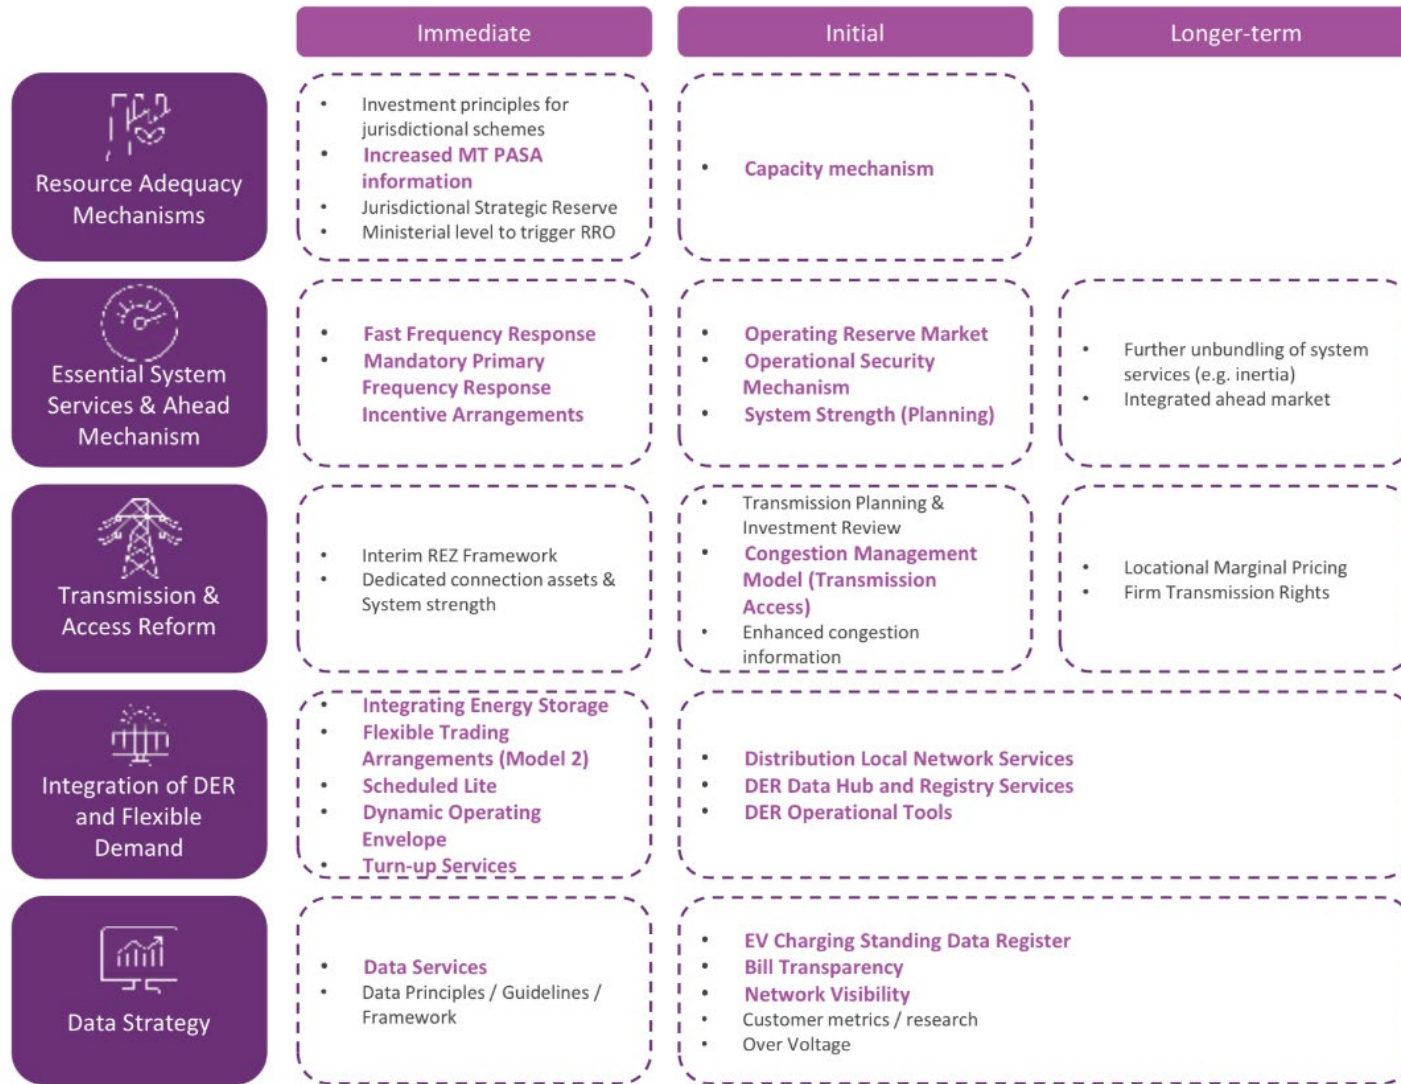 Immediate
Initial
Longer-term
Resource Adequacy
Mechanisms
• Investment principles for
jurisdictional schemes
• Increased MT PASA
information
• Jurisdictional Strategic Reserve
• Ministerial level to trigger RRO
• Capacity mechanism
Essential System
Services & Ahead
Mechanism
• Fast Frequency Response
• Mandatory Primary
Frequency Response
Incentive Arrangements
• Operating Reserve Market
• Operational Security
Mechanism
• System Strength (Planning)
• Further unbundling of system
services (e.g. inertia)
• Integrated ahead market
Transmission &
Access Reform
• Interim REZ Framework
• Dedicated connection assets &
System strength
• Transmission Planning &
Investment Review
• Congestion Management
Model (Transmission
Access)
• Enhanced congestion
information
• Locational Marginal Pricing
• Firm Transmission Rights
Integration of DER
and Flexible
Demand
• Integrating Energy Storage
• Flexible Trading
Arrangements (Model 2)
• Scheduled Lite
• Dynamic Operating
Envelope
• Turn-up Services
• Distribution Local Network Services
• DER Data Hub and Registry Services
• DER Operational Tools
Data Strategy
• Data Services
• Data Principles / Guidelines /
Framework
• EV Charging Standing Data Register
• Bill Transparency
• Network Visibility
• Customer metrics / research
• Over Voltage